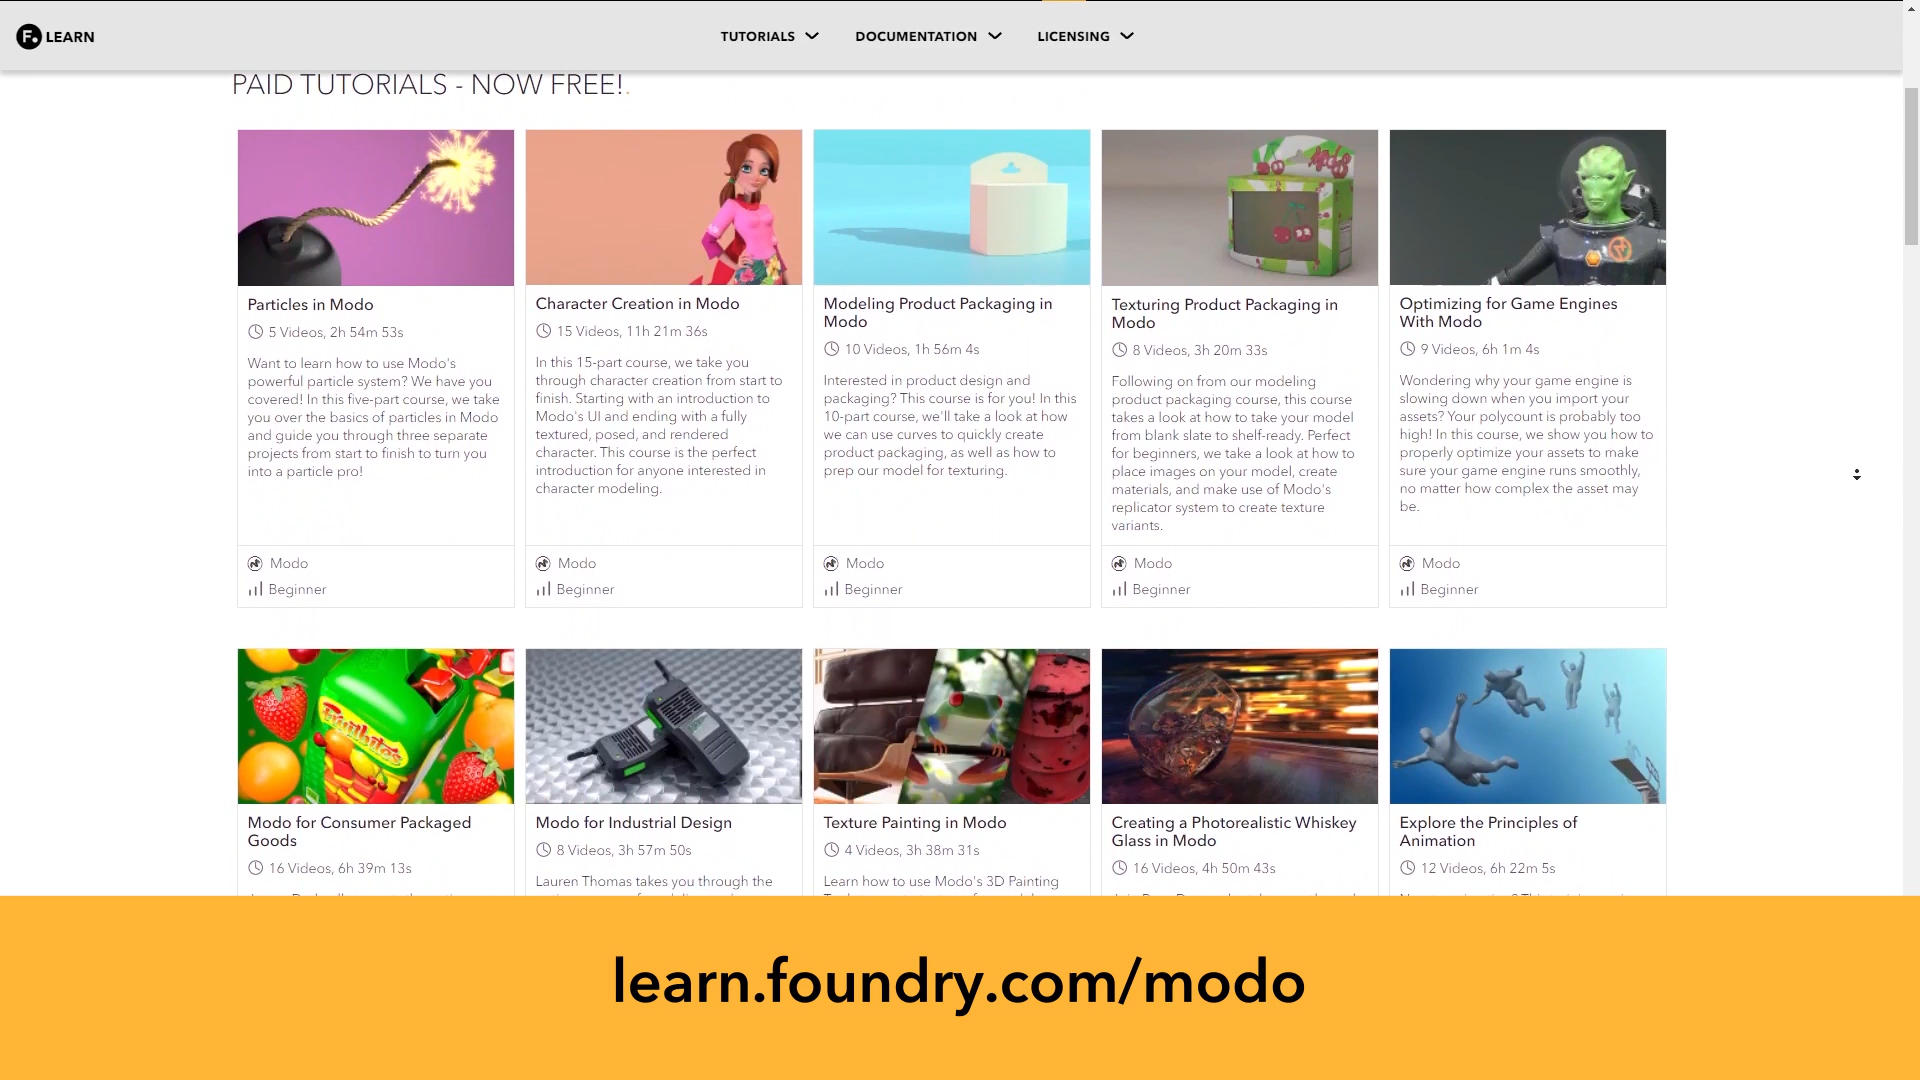 F. LEARN
TUTORIALS
DOCUMENTATION
LICENSING
PAID TUTORIALS - NOW FREE!.
Particles in Modo
5 Videos, 2h 54m 53s
Want to learn how to use Modo's
powerful particle system? We have you
covered! In this five-part course, we take
you over the basics of particles in Modo
and guide you through three separate
projects from start to finish to turn you
into a particle pro!
Modo
Beginner
Character Creation in Modo
15 Videos, 11h 21m 36s
In this 15-part course, we take you
through character creation from start to
finish. Starting with an introduction to
Modo's UI and ending with a fully
textured, posed, and rendered
character. This course is the perfect
introduction for anyone interested in
character modeling.
Modo
Beginner
Modeling Product Packaging in
Modo
10 Videos, 1h 56m 4s
Interested in product design and
packaging? This course is for you! In this
10-part course, we'll take a look at how
we can use curves to quickly create
product packaging, as well as how to
prep our model for texturing.
Modo
Beginner
Texturing Product Packaging in
Modo
8 Videos, 3h 20m 33s
Following on from our modeling
product packaging course, this course
takes a look at how to take your model
from blank slate to shelf-ready. Perfect
for beginners, we take a look at how to
place images on your model, create
materials, and make use of Modo's
replicator system to create texture
variants.
Modo
Beginner
Optimizing for Game Engines
With Modo
9 Videos, 6h 1m 4s
Wondering why your game engine is
slowing down when you import your
assets? Your polycount is probably too
high! In this course, we show you how to
properly optimize your assets to make
sure your game engine runs smoothly,
no matter how complex the asset may
be.
Modo
Beginner
Modo for Consumer Packaged
Goods
16 Videos, 6h 39m 13s
Modo for Industrial Design
8 Videos, 3h 57m 50s
Lauren Thomas takes you through the
Texture Painting in Modo
4 Videos, 3h 38m 31s
Learn how to use Modo's 3D Painting
Creating a Photorealistic Whiskey
Glass in Modo
16 Videos, 4h 50m 43s
Explore the Principles of
Animation
12 Videos, 6h 22m 5s
learn.foundry.com/modo